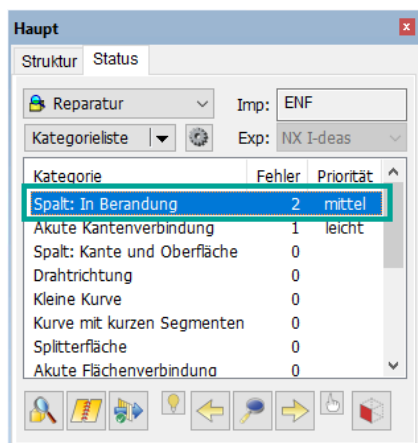 Haupt
Struktur Status
Reparatur Imp: ENF
Kategorieliste Exp: NX I-deas
Kategorie Fehler Priorität
Spalt: In Berandung 2 mittel
Akute Kantenverbindung 1 leicht
Spalt: Kante und Oberfläche 0
Drahtrichtung 0
Kleine Kurve 0
Kurve mit kurzen Segmenten 0
Splitterfläche 0
Akute Flächenverbindung 0